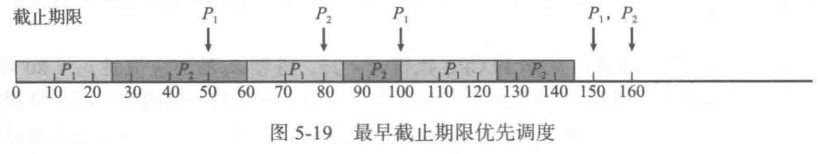 截止期限 P₁ P₂ P₁ P₁, P₂
P₁ P₂ P₁ P₂ P₁ P₂
0 10 20 30 40 50 60 70 80 90 100 110 120 130 140 150 160
图 5-19 最早截止期限优先调度